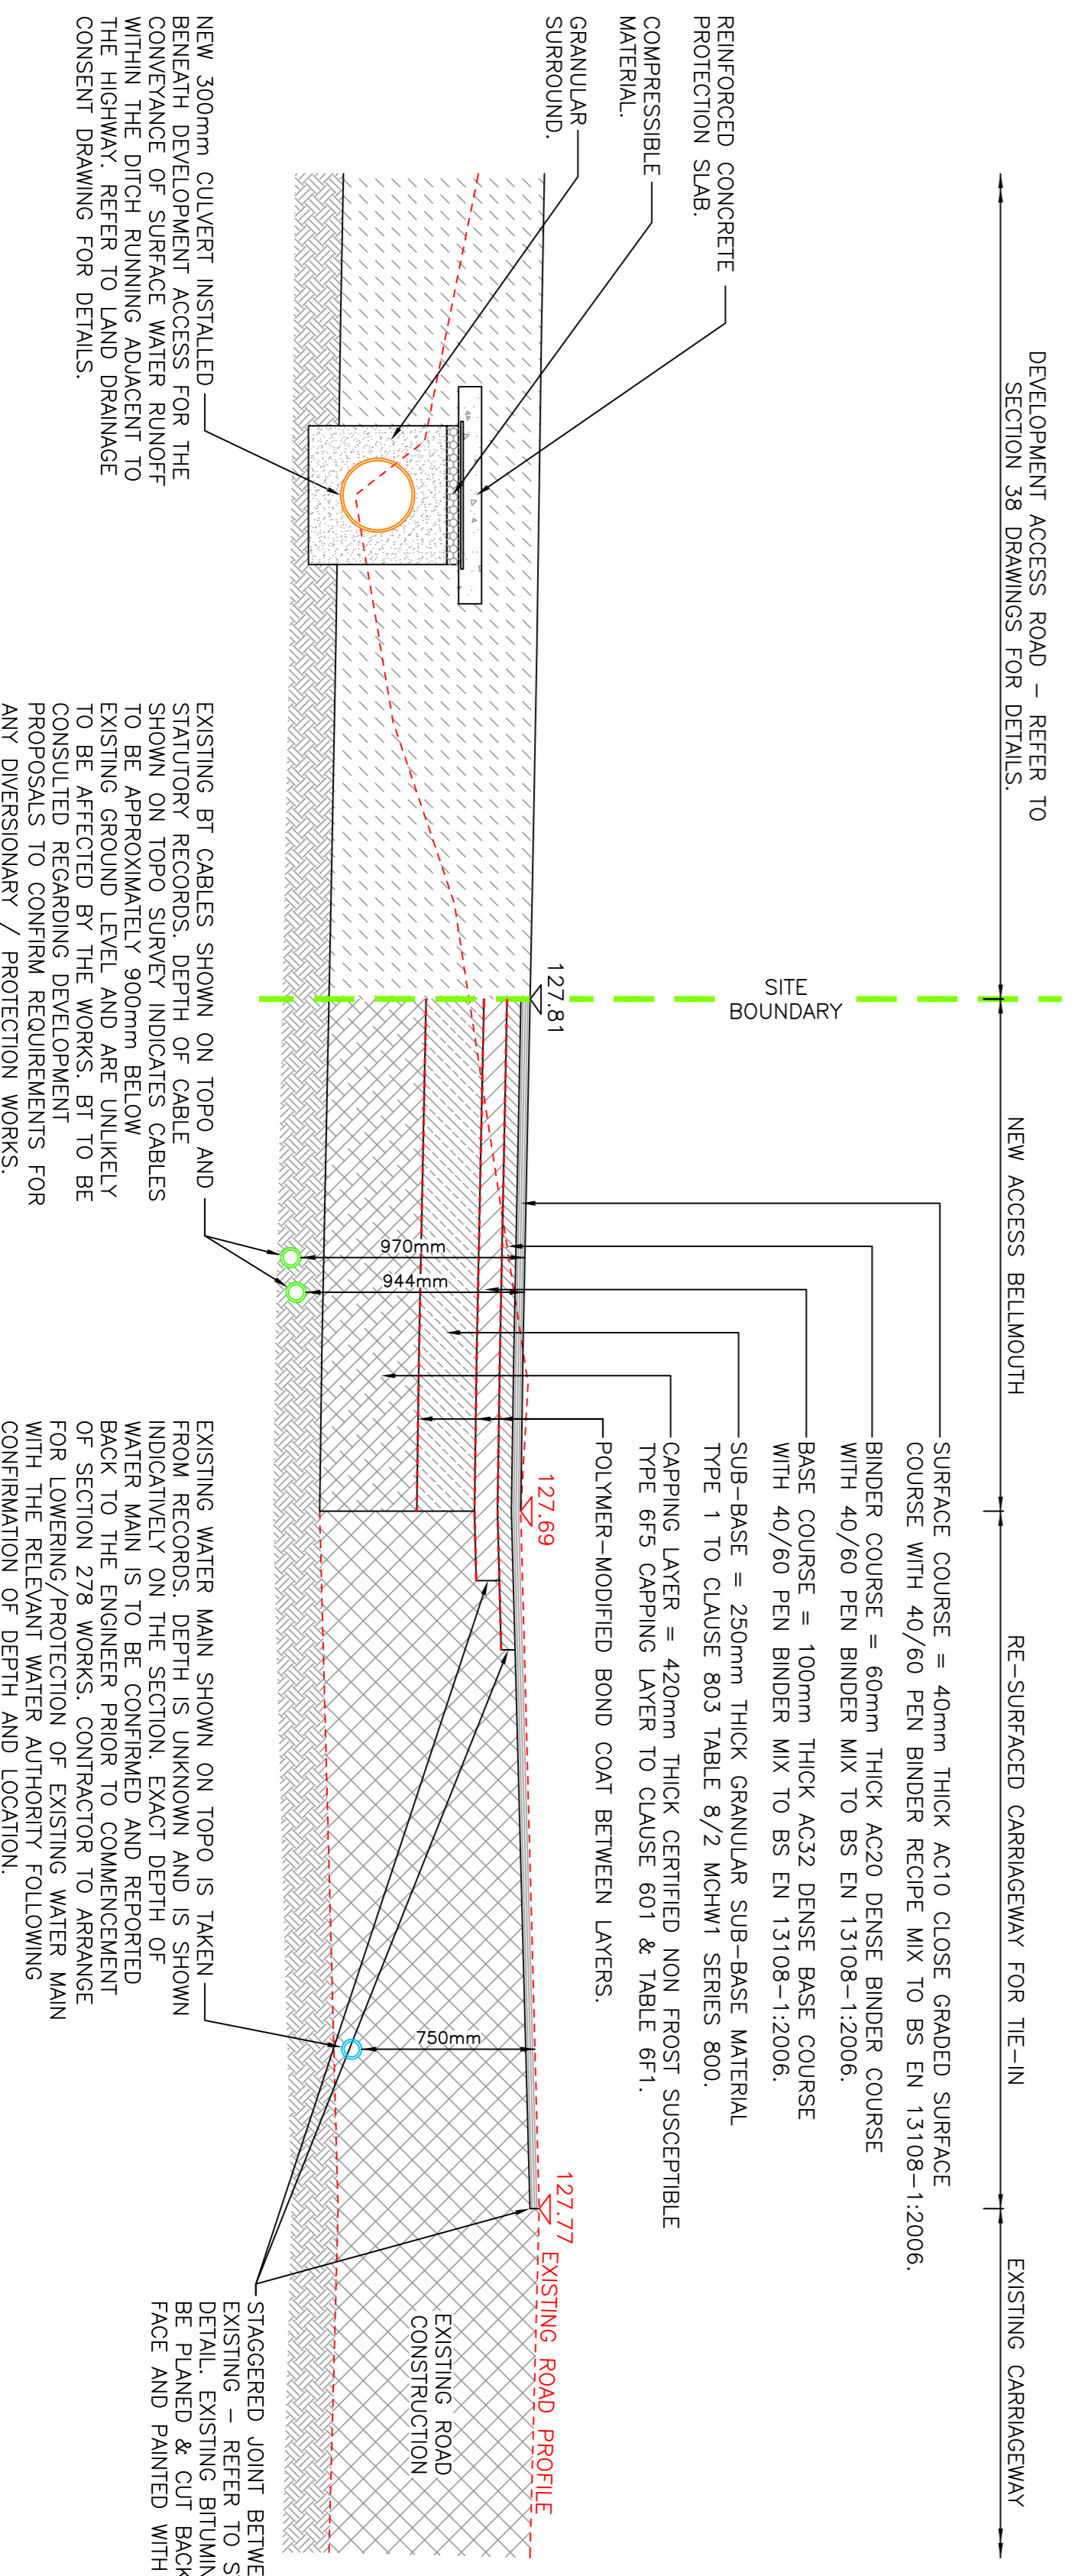 DEVELOPMENT ACCESS ROAD - REFER TO
SECTION 38 DRAWINGS FOR DETAILS.
NEW ACCESS BELLMOUTH
RE-SURFACED CARRIAGEWAY FOR TIE-IN
EXISTING CARRIAGEWAY
SITE
BOUNDARY
REINFORCED CONCRETE
PROTECTION SLAB.
COMPRESSIBLE
MATERIAL.
GRANULAR
SURROUND.
SURFACE COURSE = 40mm THICK AC10 CLOSE GRADED SURFACE
COURSE WITH 40/60 PEN BINDER RECIPE MIX TO BS EN 13108-1:2006.
BINDER COURSE = 60mm THICK AC20 DENSE BINDER COURSE
WITH 40/60 PEN BINDER MIX TO BS EN 13108-1:2006.
BASE COURSE = 100mm THICK AC32 DENSE BASE COURSE
WITH 40/60 PEN BINDER MIX TO BS EN 13108-1:2006.
SUB-BASE = 250mm THICK GRANULAR SUB-BASE MATERIAL
TYPE 1 TO CLAUSE 803 TABLE 8/2 MCHW1 SERIES 800.
CAPPING LAYER = 420mm THICK CERTIFIED NON FROST SUSCEPTIBLE
TYPE 6F5 CAPPING LAYER TO CLAUSE 601 & TABLE 6F1.
POLYMER-MODIFIED BOND COAT BETWEEN LAYERS.
127.81
127.69
127.77
EXISTING ROAD PROFILE
970mm
944mm
750mm
EXISTING ROAD
CONSTRUCTION
NEW 300mm CULVERT INSTALLED
BENEATH DEVELOPMENT ACCESS FOR THE
CONVEYANCE OF SURFACE WATER RUNOFF
WITHIN THE DITCH RUNNING ADJACENT TO
THE HIGHWAY. REFER TO LAND DRAINAGE
CONSENT DRAWING FOR DETAILS.
EXISTING BT CABLES SHOWN ON TOPO AND
STATUTORY RECORDS. DEPTH OF CABLE
SHOWN ON TOPO SURVEY INDICATES CABLES
TO BE APPROXIMATELY 900mm BELOW
EXISTING GROUND LEVEL AND ARE UNLIKELY
TO BE AFFECTED BY THE WORKS. BT TO BE
CONSULTED REGARDING DEVELOPMENT
PROPOSALS TO CONFIRM REQUIREMENTS FOR
ANY DIVERSIONARY / PROTECTION WORKS.
EXISTING WATER MAIN SHOWN ON TOPO IS TAKEN
FROM RECORDS. DEPTH IS UNKNOWN AND IS SHOWN
INDICATIVELY ON THE SECTION. EXACT DEPTH OF
WATER MAIN IS TO BE CONFIRMED AND REPORTED
BACK TO THE ENGINEER PRIOR TO COMMENCEMENT
OF SECTION 278 WORKS. CONTRACTOR TO ARRANGE
FOR LOWERING/PROTECTION OF EXISTING WATER MAIN
WITH THE RELEVANT WATER AUTHORITY FOLLOWING
CONFIRMATION OF DEPTH AND LOCATION.
STAGGERED JOINT
EXISTING - REFER TO
DETAIL. EXISTING
BE PLANED & CUT BACK
FACE AND PAINTED WITH